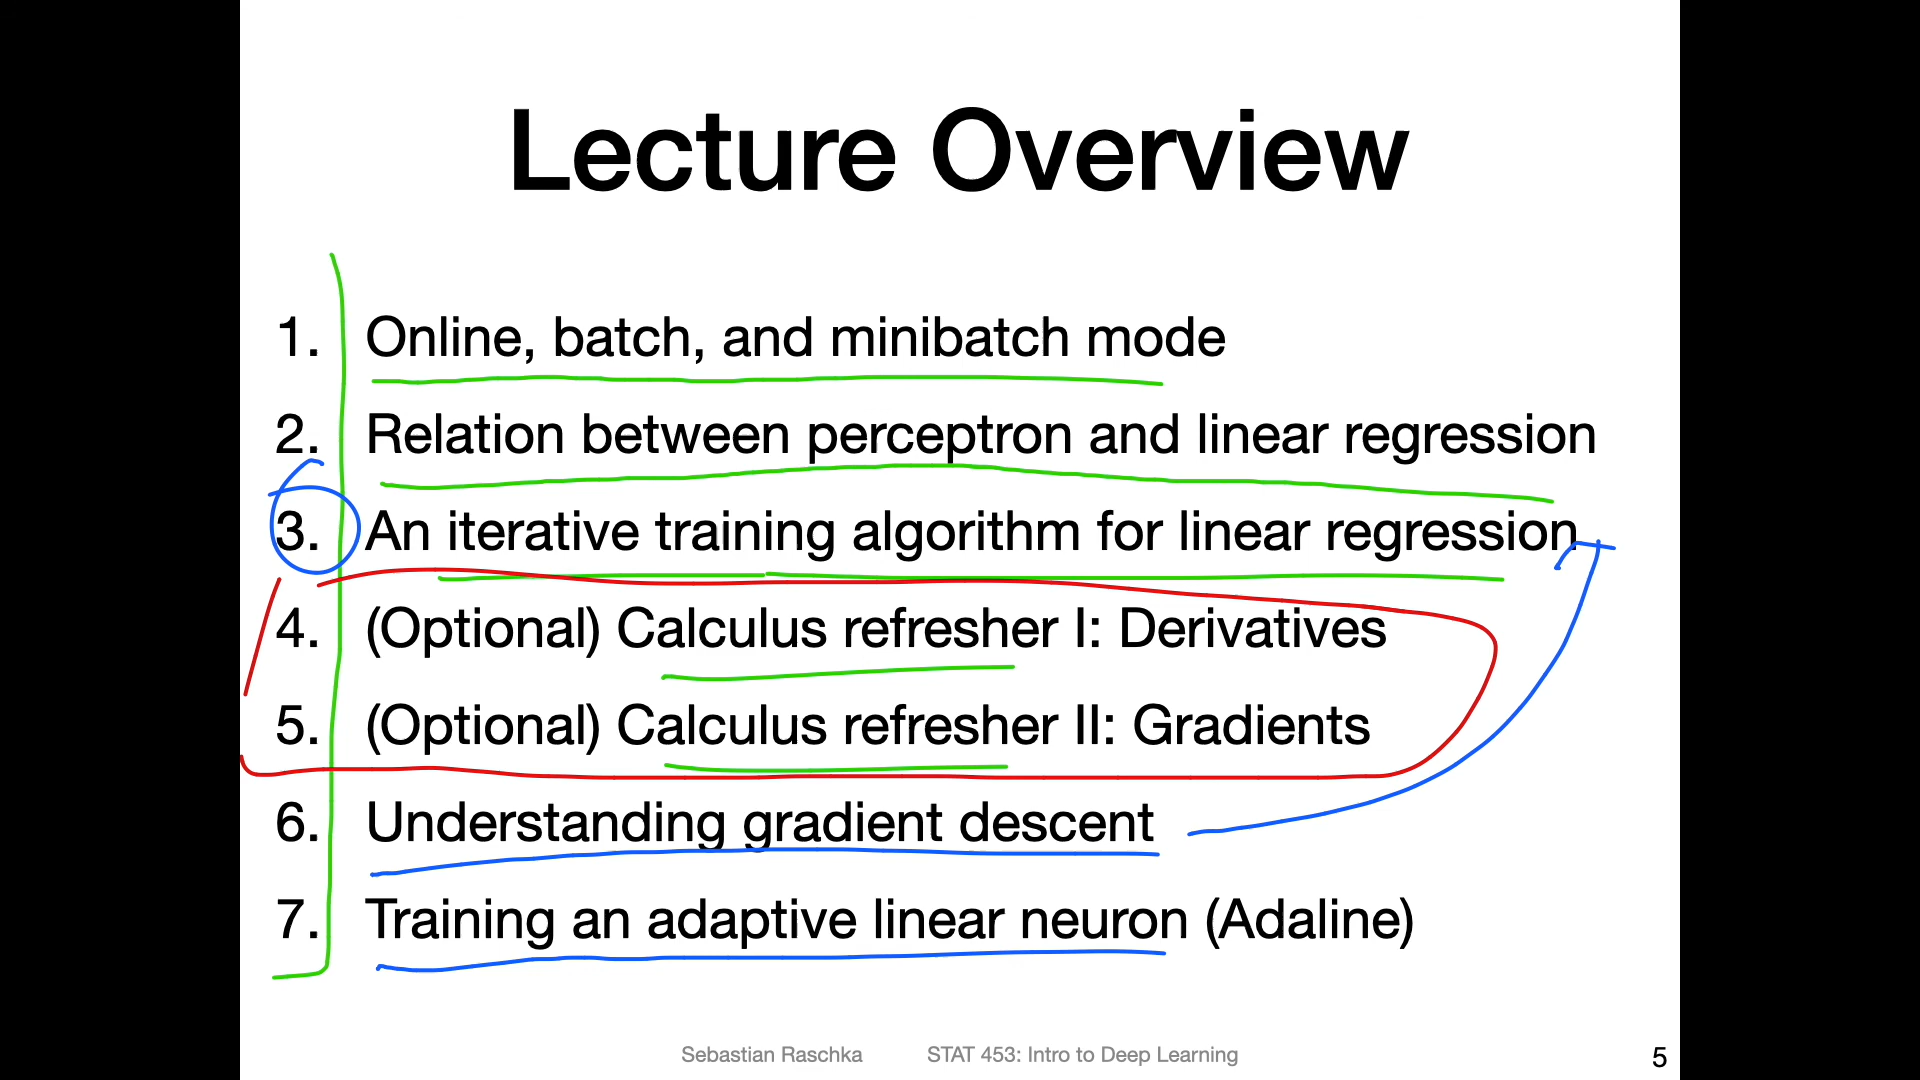 Lecture Overview
1. Online, batch, and minibatch mode
2. Relation between perceptron and linear regression
3. An iterative training algorithm for linear regression
4. (Optional) Calculus refresher I: Derivatives
5. (Optional) Calculus refresher II: Gradients
6. Understanding gradient descent
7. Training an adaptive linear neuron (Adaline)
Sebastian Raschka STAT 453: Intro to Deep Learning 5